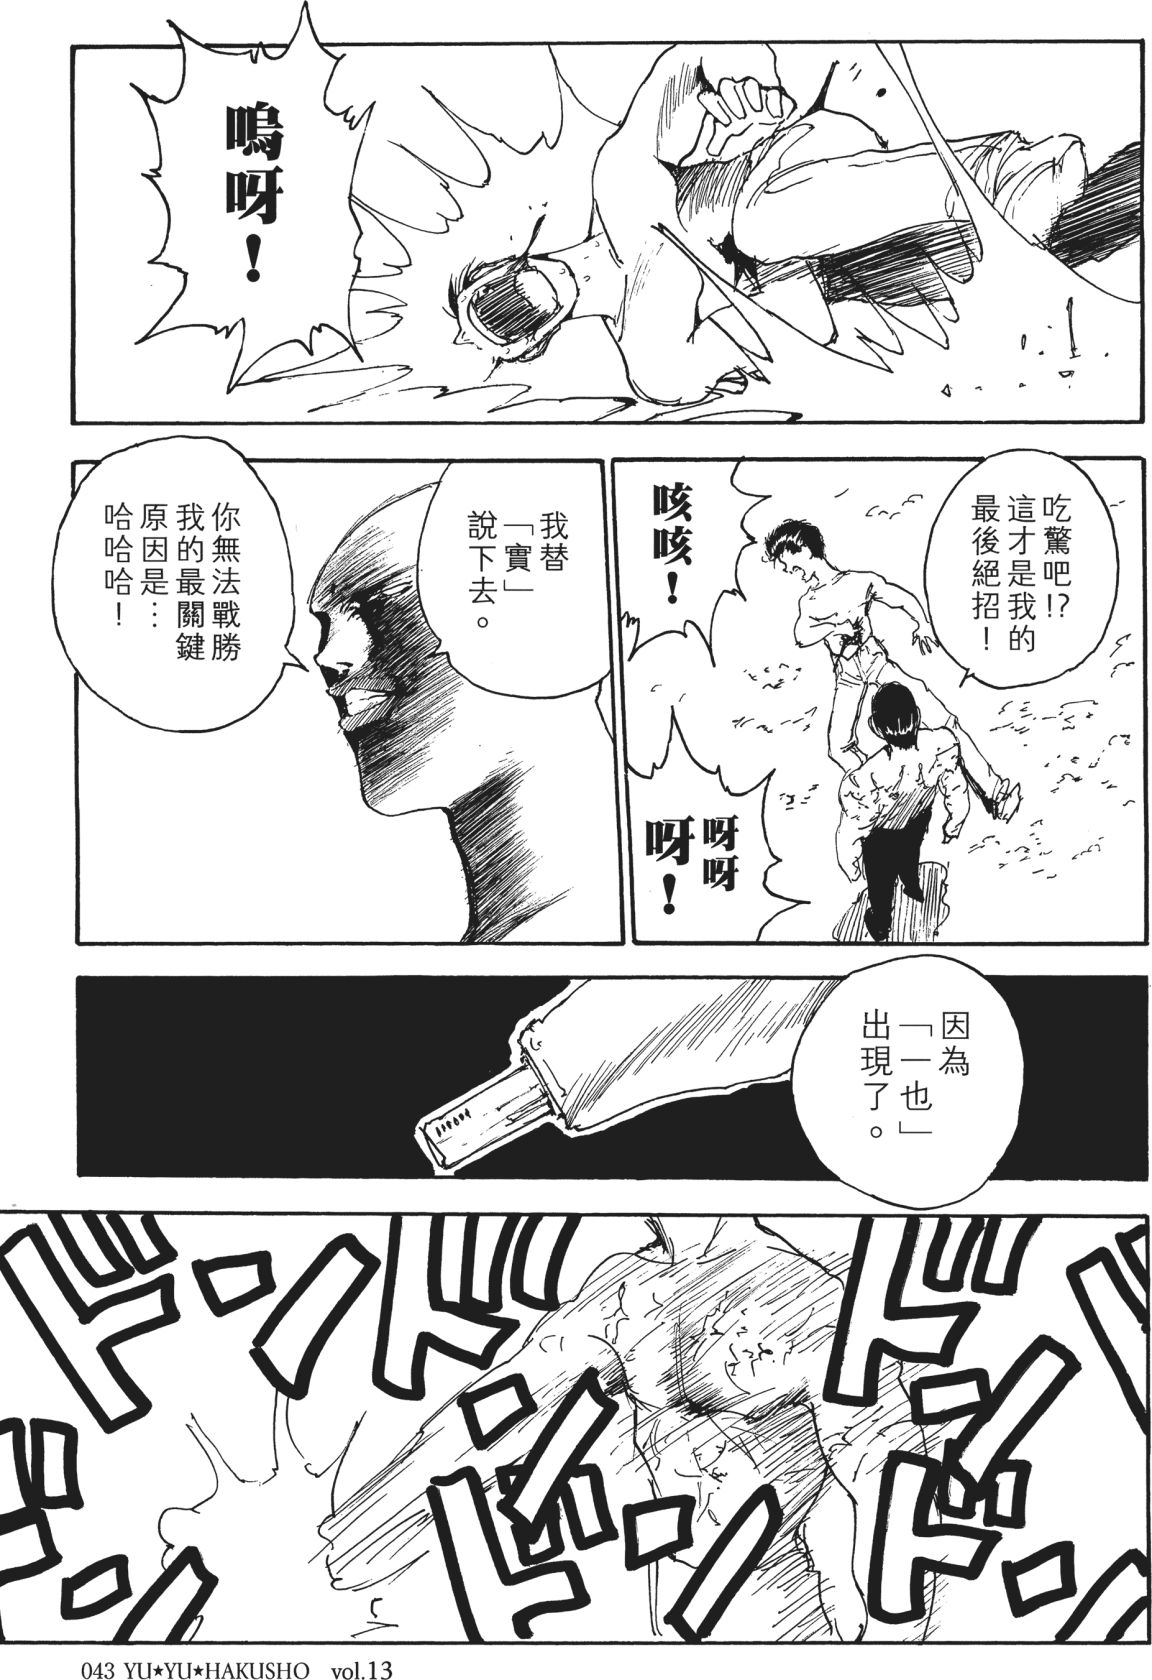 嗚呀！
吃驚吧!?
這才是我的
最後絕招！
咳咳！
呀呀
呀！
我替
「實」
說下去。
你無法戰勝
我的最關鍵
原因是…
哈哈哈！
因為
「一也」
出現了。
ドドドン
ドドン
ドドン
ドン
043 YU★YU★HAKUSHO vol.13